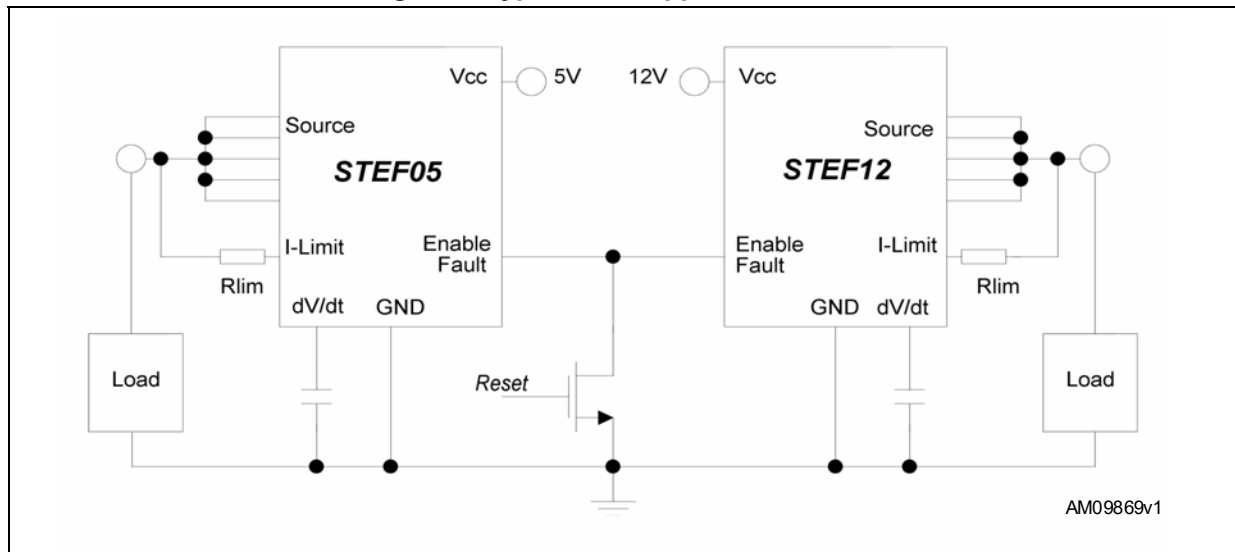 Vcc
5V
12V
Vcc
Source
Source
STEF05
STEF12
I-Limit
Enable
Fault
Enable
Fault
I-Limit
Rlim
Rlim
dV/dt
GND
GND
dV/dt
Load
Reset
Load
AM09869v1